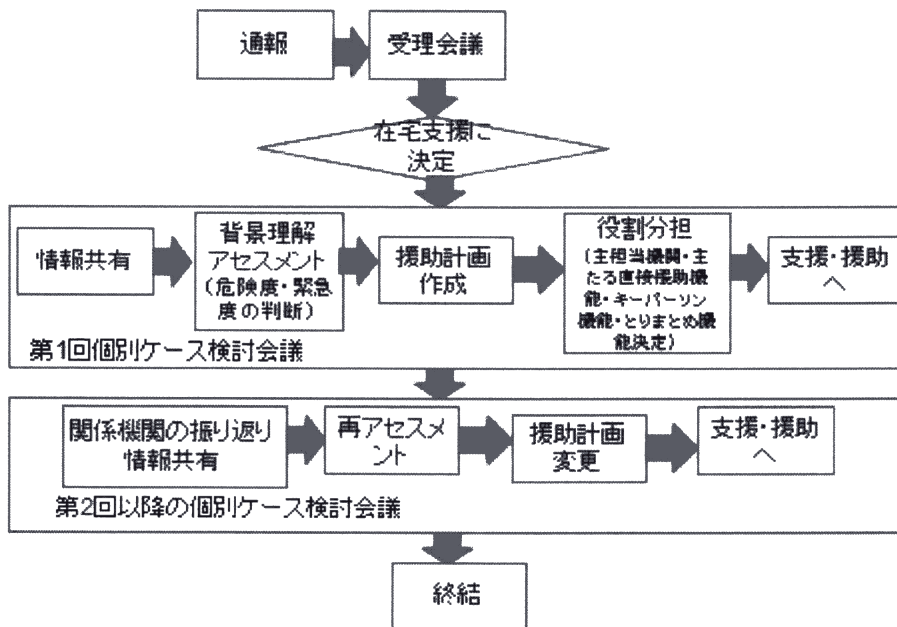 通報
受理会議
在宅支援に
決定
情報共有
背景理解
アセスメント
(危険度・緊急
度の判断)
援助計画
作成
役割分担
(主担当機関・主
たる直接援助機
能・キーパーソン
機能・とりまとめ機
能決定)
支援・援助
へ
第1回個別ケース検討会議
関係機関の振り返り
情報共有
再アセスメ
ント
援助計画
変更
支援・援助
へ
第2回以降の個別ケース検討会議
終結